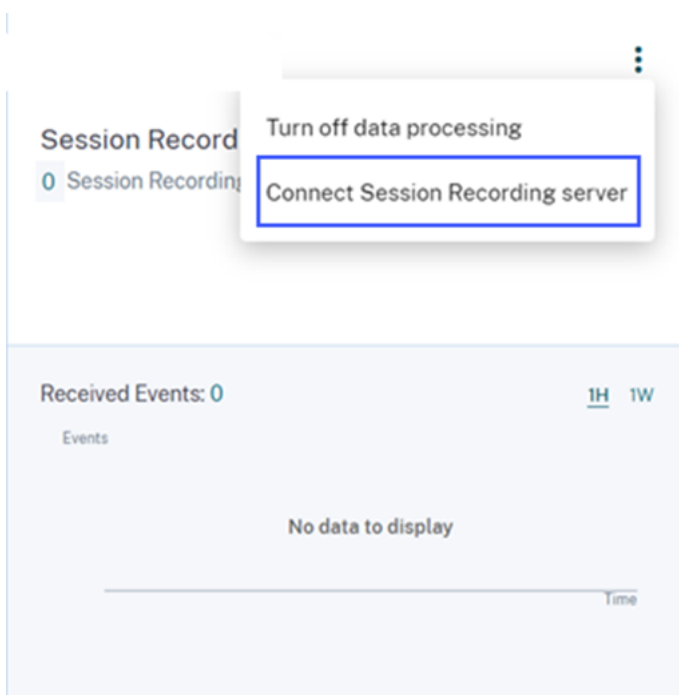 Session Record
0 Session Recording
Turn off data processing
Connect Session Recording server
Received Events: 0
1H 1W
Events
No data to display
Time